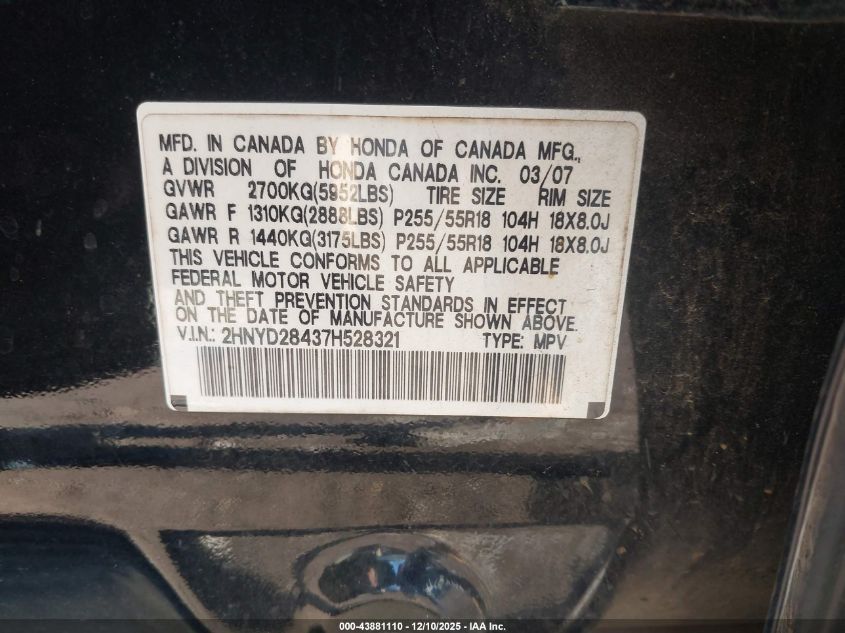 MFD. IN CANADA BY HONDA OF CANADA MFG.,
A DIVISION OF HONDA CANADA INC. 03/07
GVWR 2700KG(5952LBS) TIRE SIZE RIM SIZE
GAWR F 1310KG(2888LBS) P255/55R18 104H 18X8.0J
GAWR R 1440KG(3175LBS) P255/55R18 104H 18X8.0J
THIS VEHICLE CONFORMS TO ALL APPLICABLE
FEDERAL MOTOR VEHICLE SAFETY
AND THEFT PREVENTION STANDARDS IN EFFECT
ON THE DATE OF MANUFACTURE SHOWN ABOVE.
V.I.N.: 2HNYD28437H528321 TYPE: MPV
000-43881110 - 12/10/2025 - IAA Inc.